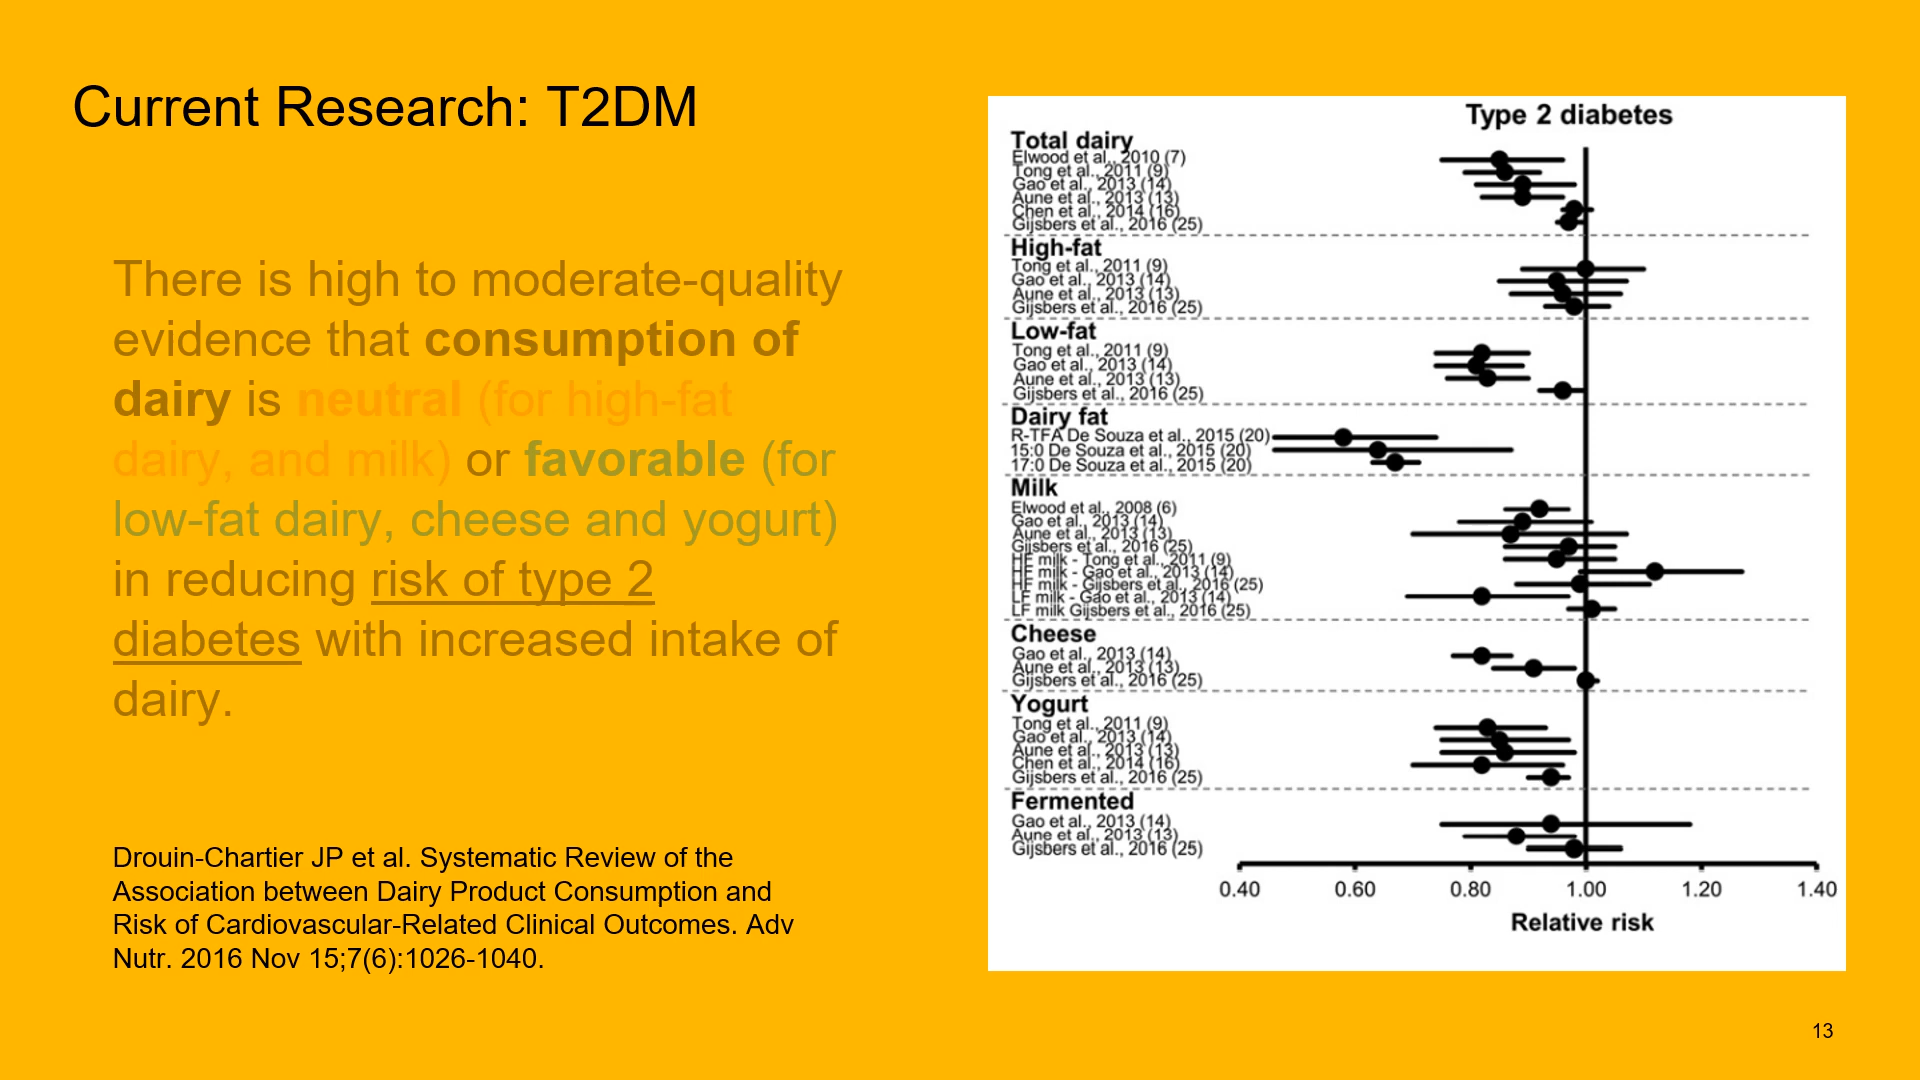 Current Research: T2DM
There is high to moderate-quality
evidence that consumption of
dairy is neutral (for high-fat
dairy, and milk) or favorable (for
low-fat dairy, cheese and yogurt)
in reducing risk of type 2
diabetes with increased intake of
dairy.
Drouin-Chartier JP et al. Systematic Review of the
Association between Dairy Product Consumption and
Risk of Cardiovascular-Related Clinical Outcomes. Adv
Nutr. 2016 Nov 15;7(6):1026-1040.
Type 2 diabetes
Total dairy
Elwood et al., 2010 (7)
Tong et al., 2011 (9)
Gao et al., 2013 (14)
Aune et al., 2013 (13)
Chen et al., 2014 (16)
Gijsbers et al., 2016 (25)
High-fat
Tong et al., 2011 (9)
Gao et al., 2013 (14)
Aune et al., 2013 (13)
Gijsbers et al., 2016 (25)
Low-fat
Tong et al., 2011 (9)
Gao et al., 2013 (14)
Aune et al., 2013 (13)
Gijsbers et al., 2016 (25)
Dairy fat
R-TFA De Souza et al., 2015 (20)
15:0 De Souza et al., 2015 (20)
17:0 De Souza et al., 2015 (20)
Milk
Elwood et al., 2008 (6)
Gao et al., 2013 (14)
Aune et al., 2013 (13)
Gijsbers et al., 2016 (25)
HF milk - Tong et al., 2011 (9)
HF milk - Gao et al., 2013 (14)
HF milk - Gijsbers et al., 2016 (25)
LF milk - Gao et al., 2013 (14)
LF milk Gijsbers et al., 2016 (25)
Cheese
Gao et al., 2013 (14)
Aune et al., 2013 (13)
Gijsbers et al., 2016 (25)
Yogurt
Tong et al., 2011 (9)
Gao et al., 2013 (14)
Aune et al., 2013 (13)
Chen et al., 2014 (16)
Gijsbers et al., 2016 (25)
Fermented
Gao et al., 2013 (14)
Aune et al., 2013 (13)
Gijsbers et al., 2016 (25)
0.40 0.60 0.80 1.00 1.20 1.40
Relative risk
13